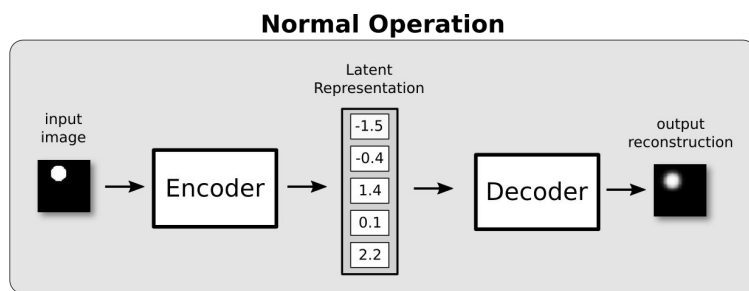 Normal Operation
input
image
Encoder
Latent
Representation
-1.5
-0.4
1.4
0.1
2.2
Decoder
output
reconstruction